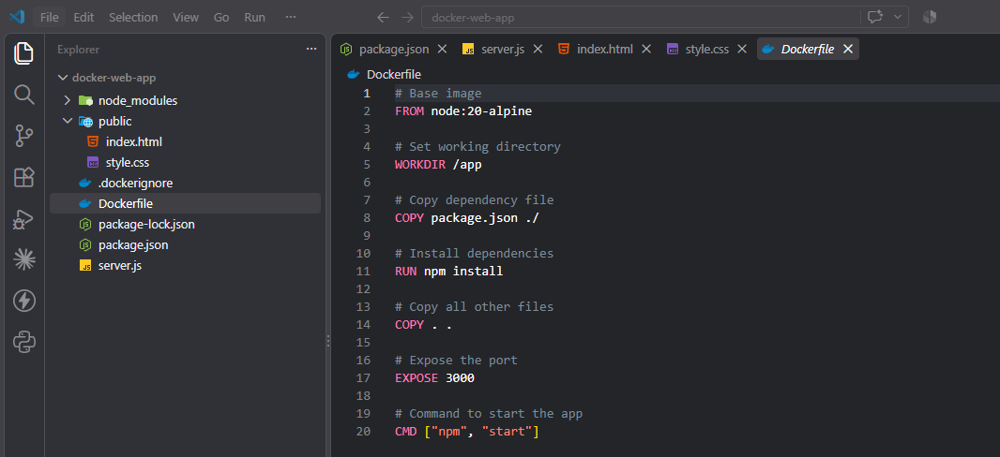 File Edit Selection View Go Run ···
docker-web-app
Explorer ···
docker-web-app
node_modules
public
index.html
style.css
.dockerignore
Dockerfile
package-lock.json
package.json
server.js
package.json server.js index.html style.css Dockerfile
Dockerfile
1 # Base image
2 FROM node:20-alpine
3
4 # Set working directory
5 WORKDIR /app
6
7 # Copy dependency file
8 COPY package.json ./
9
10 # Install dependencies
11 RUN npm install
12
13 # Copy all other files
14 COPY . .
15
16 # Expose the port
17 EXPOSE 3000
18
19 # Command to start the app
20 CMD ["npm", "start"]